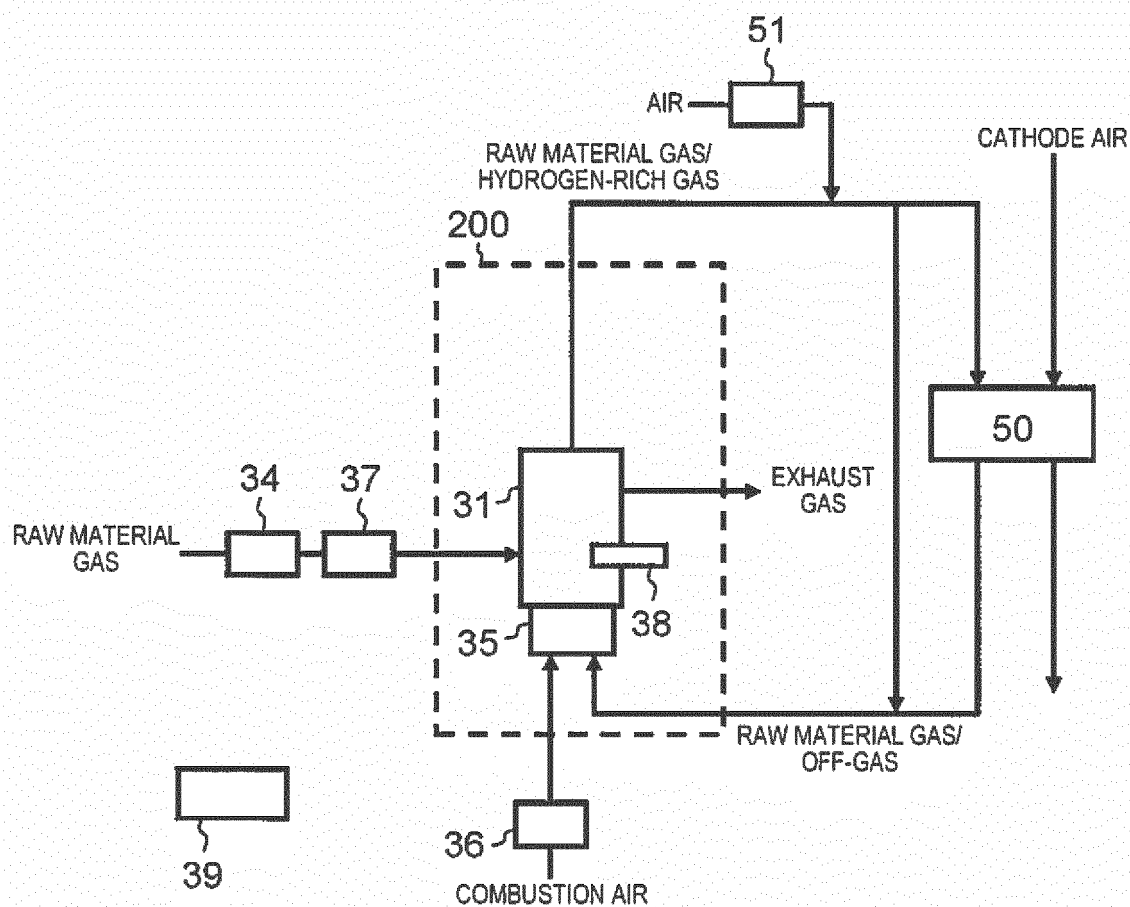 51
AIR
CATHODE AIR
RAW MATERIAL GAS/
HYDROGEN-RICH GAS
200
50
34
37
31
EXHAUST
GAS
RAW MATERIAL
GAS
38
35
RAW MATERIAL GAS/
OFF-GAS
36
39
COMBUSTION AIR